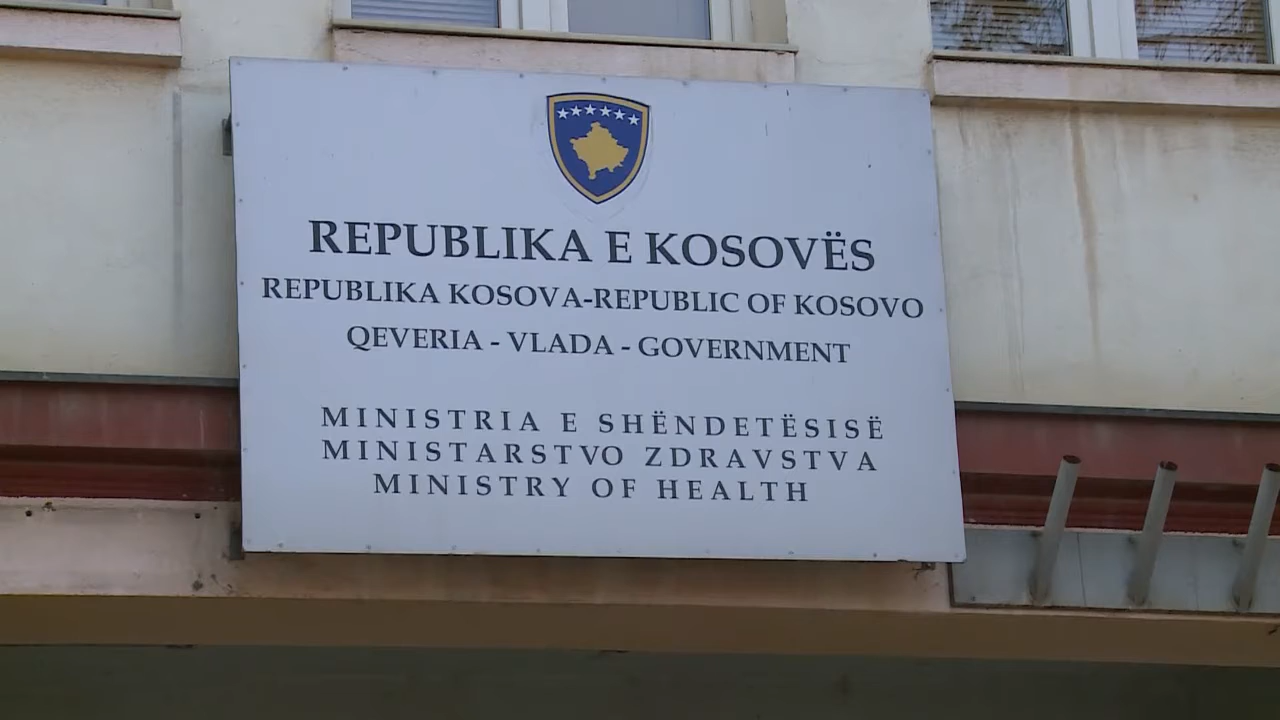 REPUBLIKA E KOSOVËS
REPUBLIKA KOSOVA-REPUBLIC OF KOSOVO
QEVERIA - VLADA - GOVERNMENT
MINISTRIA E SHËNDETËSISË
MINISTARSTVO ZDRAVSTVA
MINISTRY OF HEALTH